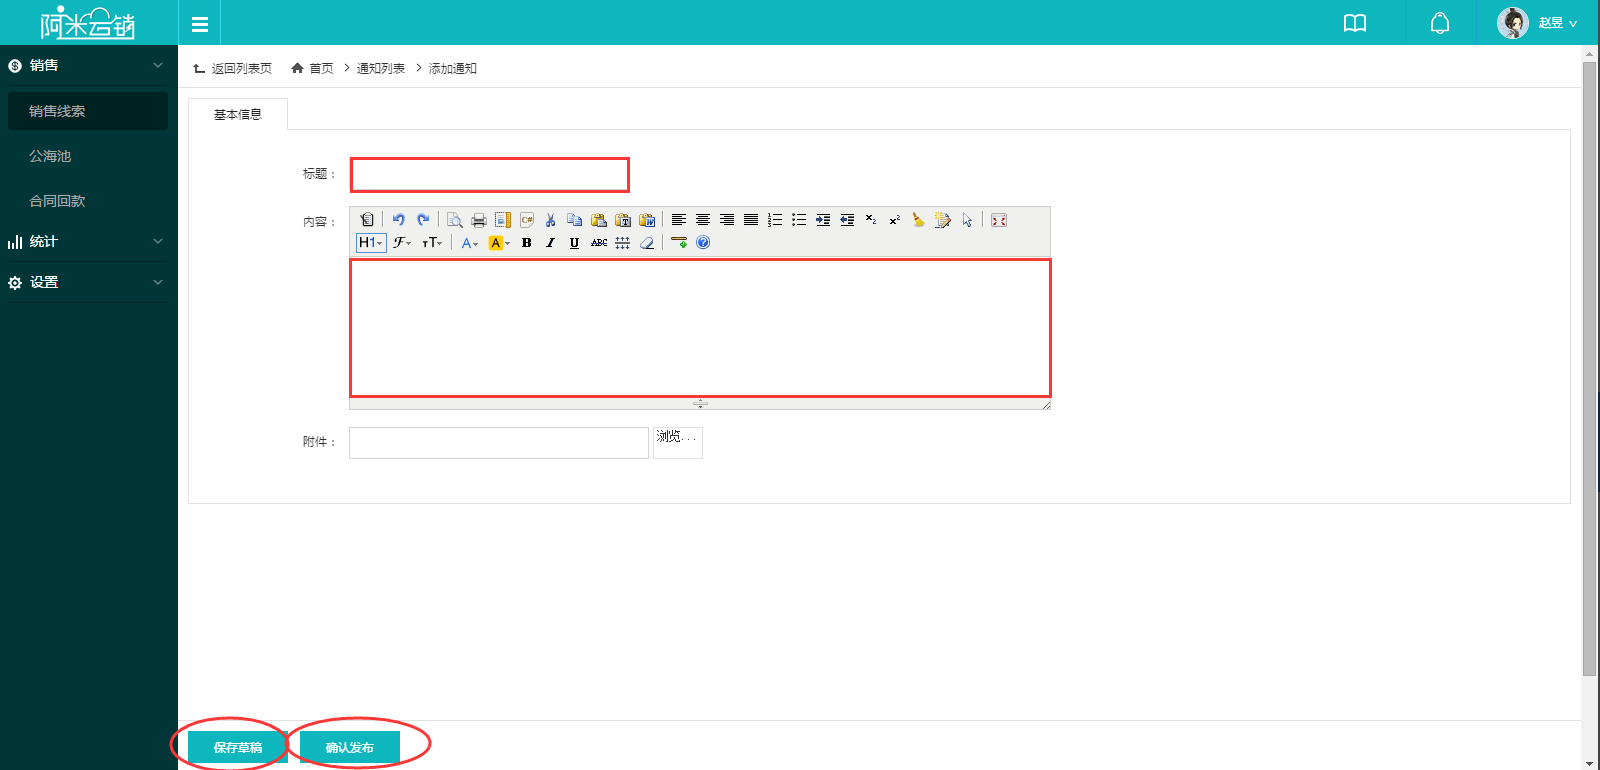 阿米云销
赵昱
销售
销售线索
公海池
合同回款
统计
设置
返回列表页 首页 通知列表 添加通知
基本信息
标题：
内容：
H1 F TT A A B I U ABC
附件：
浏览...
保存草稿 确认发布